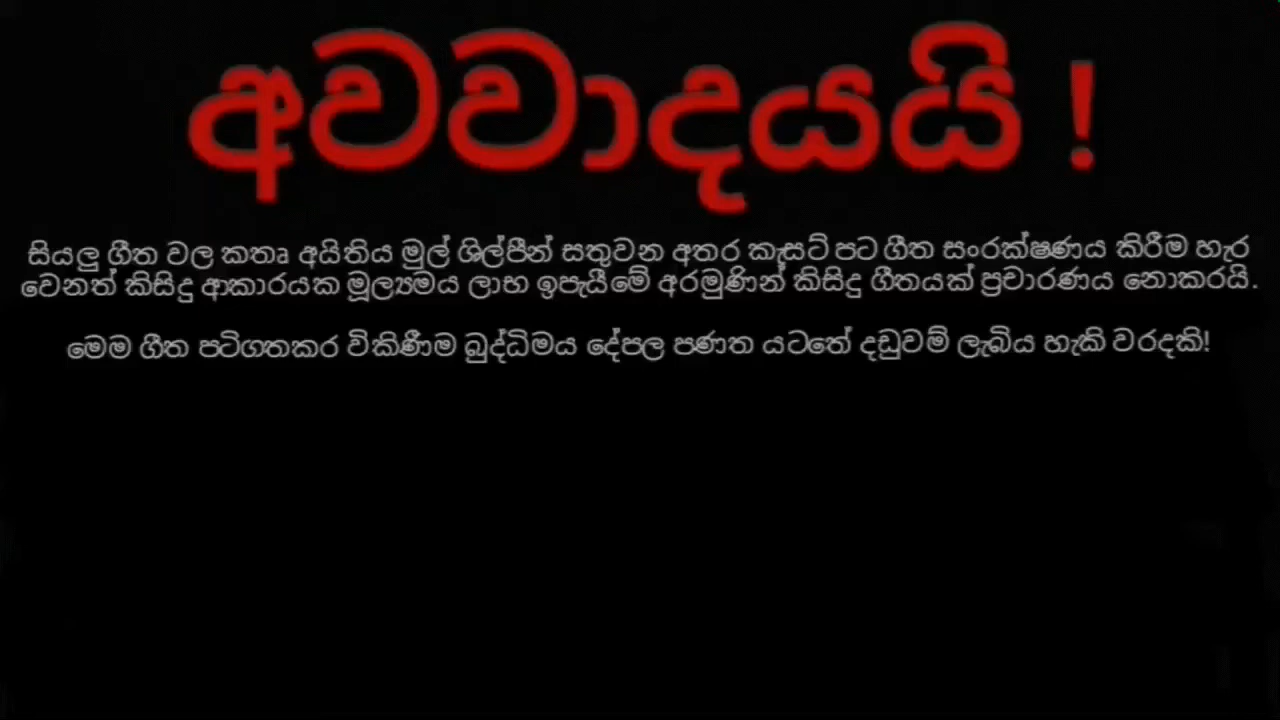 අවවාදයයි !
සියලු ගීත වල කතෘ අයිතිය මුල් ශිල්පීන් සතුවන අතර කැසට් පට ගීත සංරක්ෂණය කිරීම හැර
වෙනත් කිසිදු ආකාරයක මූල්‍යමය ලාභ ඉපැයීමේ අරමුණින් කිසිදු ගීතයක් ප්‍රචාරණය නොකරයි.
මෙම ගීත පටිගතකර විකිණීම බුද්ධිමය දේපල පණත යටතේ දඩුවම් ලැබිය හැකි වරදකි!